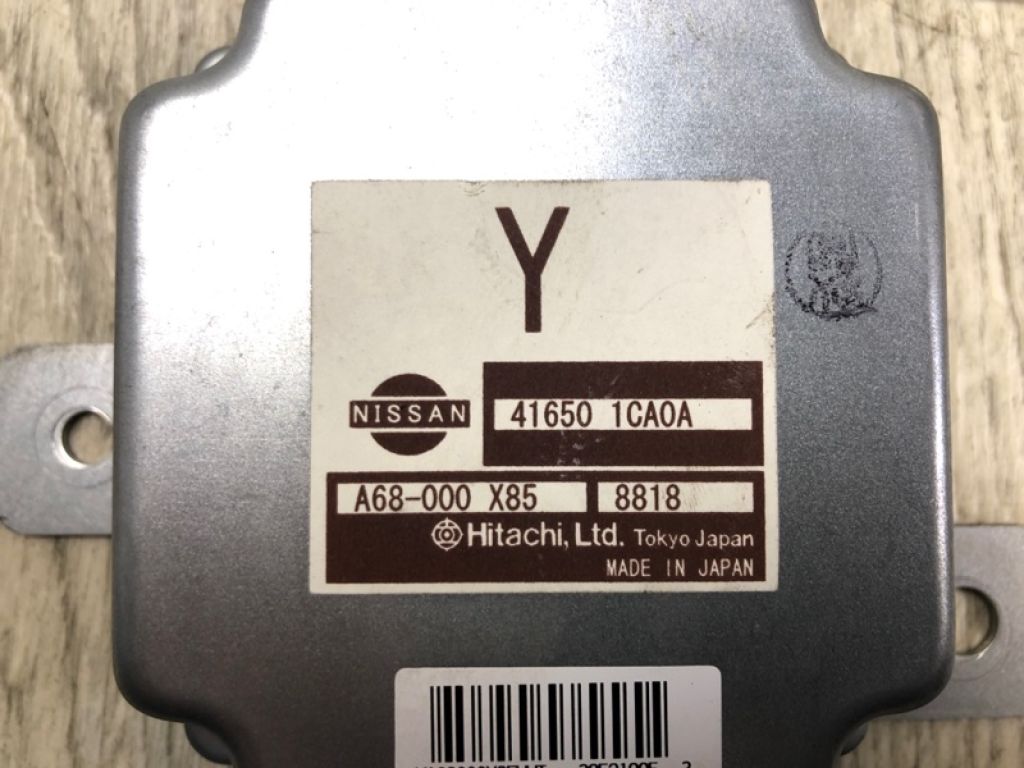 Y
NISSAN
41650 1CA0A
A68-000 X85
8818
Hitachi, Ltd. Tokyo Japan
MADE IN JAPAN